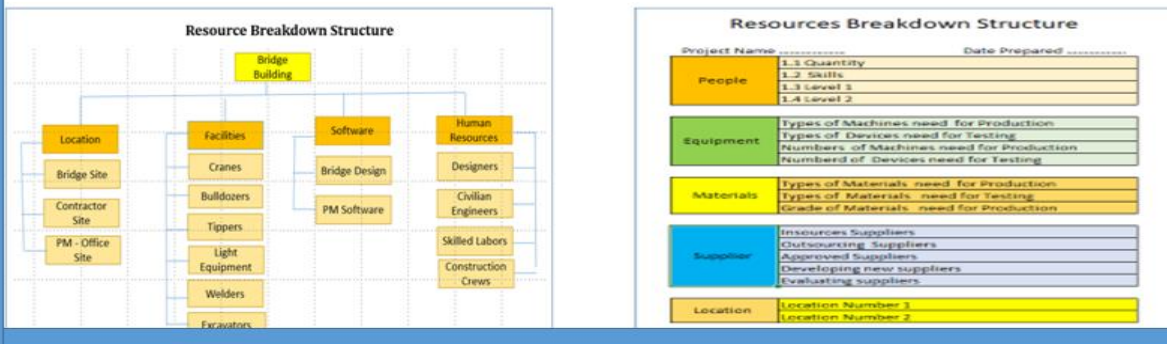 Resource Breakdown Structure
Bridge
Building
Location
Bridge Site
Contractor
Site
PM - Office
Site
Facilities
Cranes
Bulldozers
Tippers
Light
Equipment
Welders
Excavators
Software
Bridge Design
PM Software
Human
Resources
Designers
Civilian
Engineers
Skilled Labors
Construction
Crews
Resources Breakdown Structure
Project Name ............ Date Prepared ...........
People
1.1 Quantity
1.2 Skills
1.3 Level 1
1.4 Level 2
Equipment
Types of Machines need for Production
Types of Devices need for Testing
Numbers of Machines need for Production
Numberd of Devices need for Testing
Materials
Types of Materials need for Production
Types of Materials need for Testing
Grade of Materials need for Production
Supplier
Insources Suppliers
Outsourcing Suppliers
Approved Suppliers
Developing new suppliers
Evaluating suppliers
Location
Location Number 1
Location Number 2